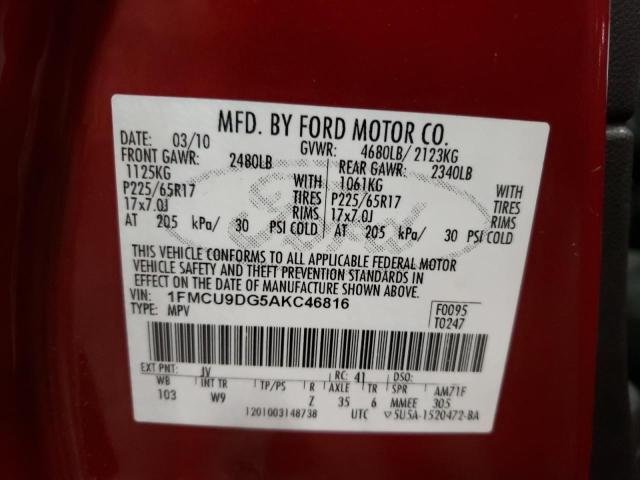 MFD. BY FORD MOTOR CO.
DATE: 03/10 GVWR: 4680LB/ 2123KG
FRONT GAWR: 2480LB REAR GAWR: 2340LB
1125KG 1061KG
P225/65R17 TIRES P225/65R17 TIRES
17x7.0J RIMS 17x7.0J RIMS
AT 205 kPa/ 30 PSI COLD AT 205 kPa/ 30 PSI COLD
Ford
THIS VEHICLE CONFORMS TO ALL APPLICABLE FEDERAL MOTOR
VEHICLE SAFETY AND THEFT PREVENTION STANDARDS IN
EFFECT ON THE DATE OF MANUFACTURE SHOWN ABOVE.
VIN: 1FMCU9DG5AKC46816 F0095
TYPE: MPV T0247
EXT PNT: JV RC: 41 DSO:
WB INT TR TP/PS R AXLE TR SPR AM71F
103 W9 Z 35 6 MMEE 305
1201003148738 UTC 5U5A-1520472-BA